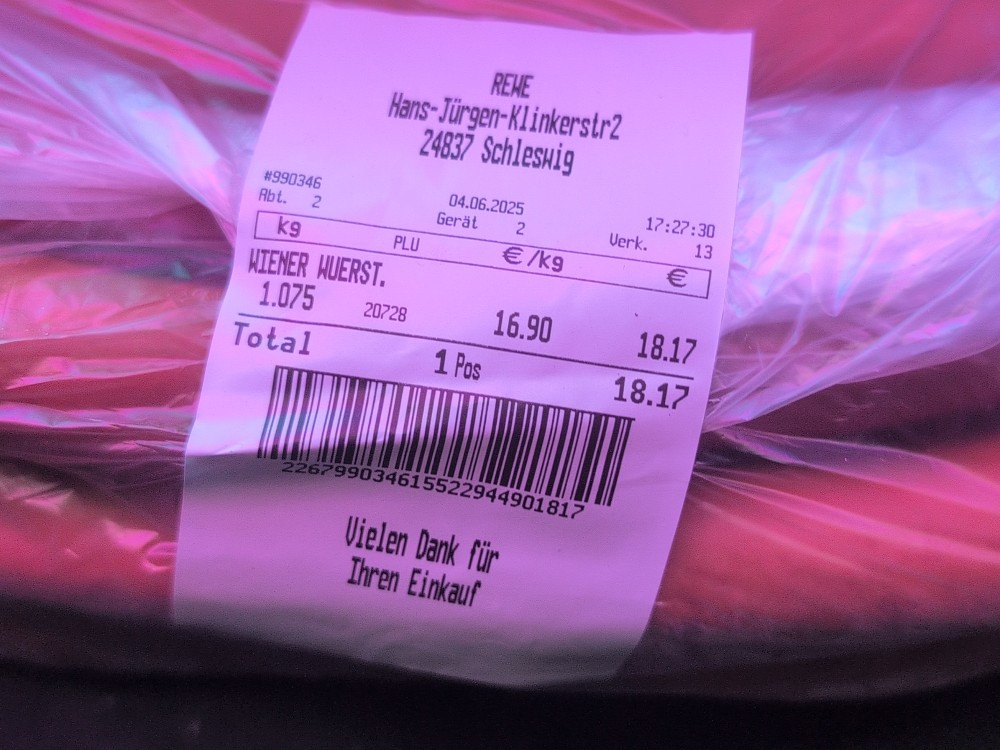 REWE
Hans-Jürgen-Klinkerstr2
24837 Schleswig
#990346 04.06.2025 17:27:30
Abt. 2 Gerät 2 Verk. 13
kg PLU €/kg €
WIENER WUERST.
1.075 20728 16.90 18.17
Total 1 Pos 18.17
226799034615522944901817
Vielen Dank für
Ihren Einkauf